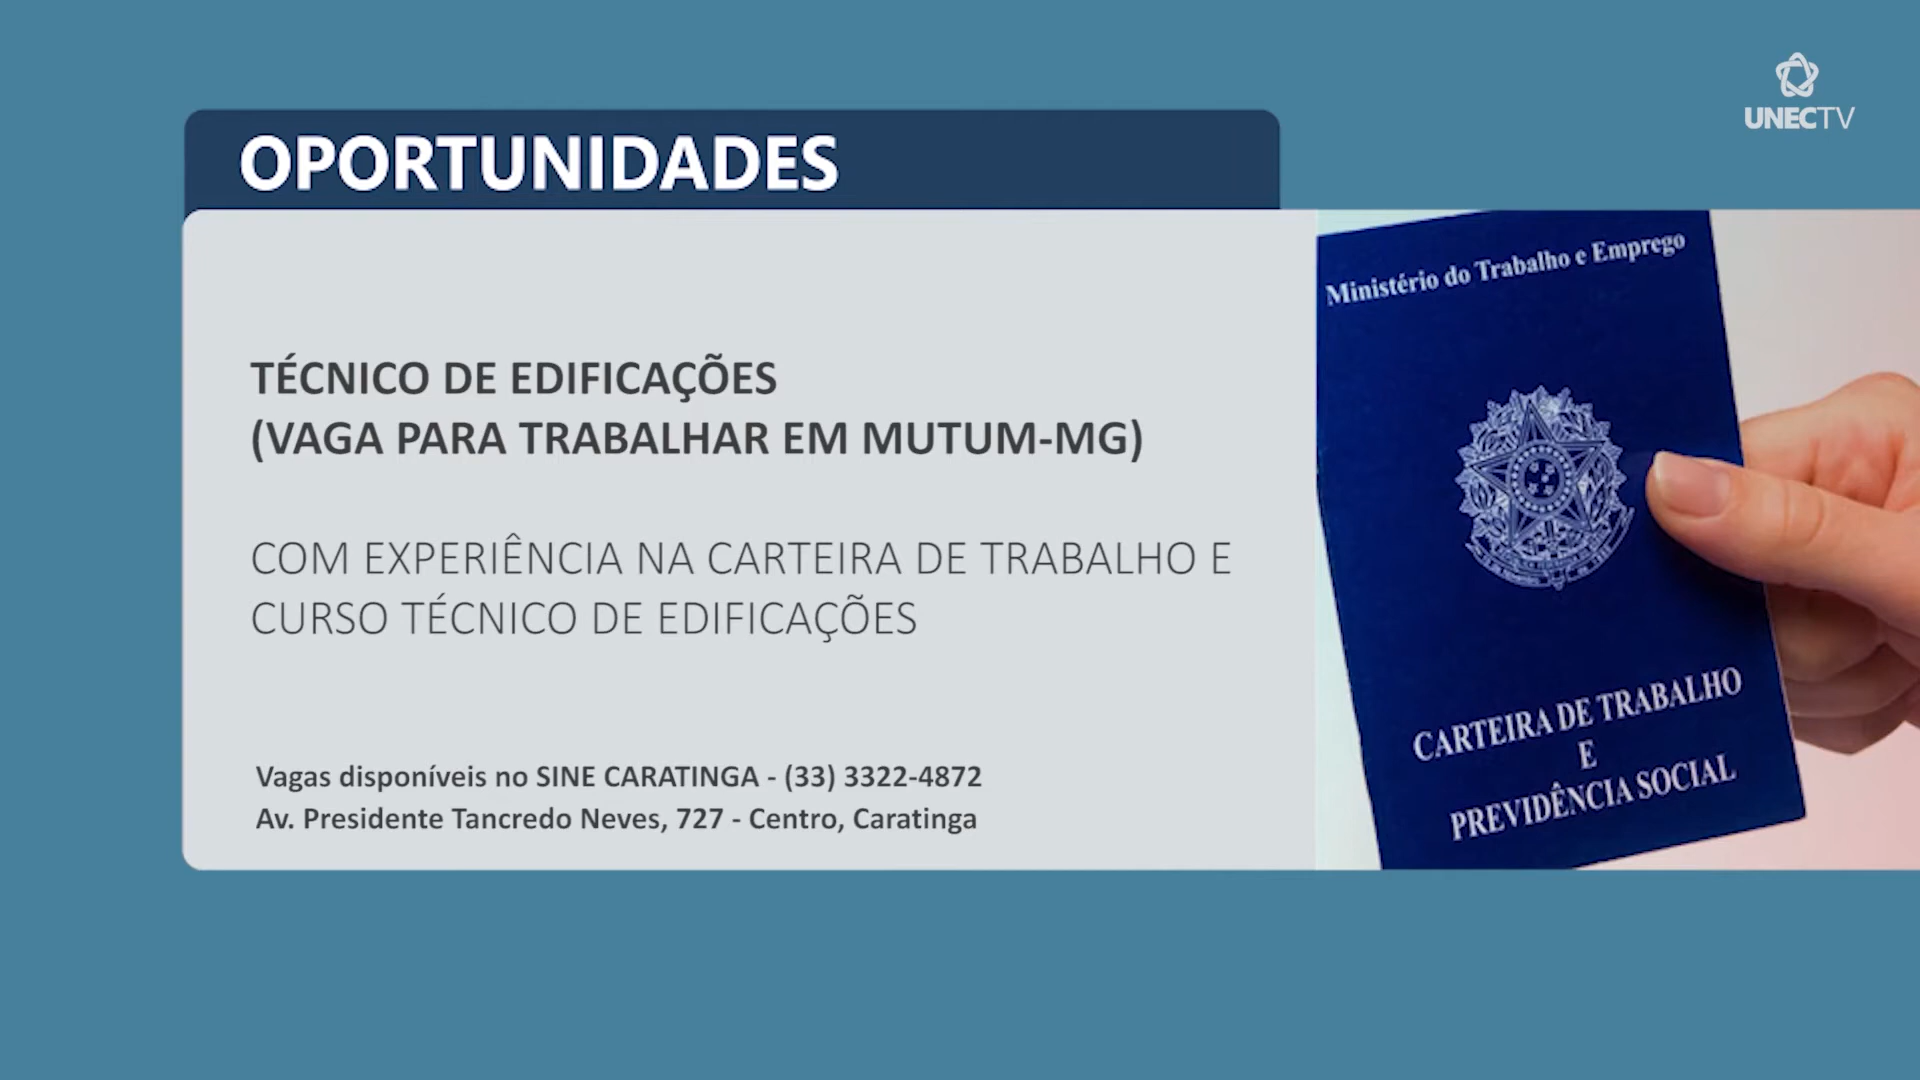 UNECTV
OPORTUNIDADES
TÉCNICO DE EDIFICAÇÕES
(VAGA PARA TRABALHAR EM MUTUM-MG)
COM EXPERIÊNCIA NA CARTEIRA DE TRABALHO E
CURSO TÉCNICO DE EDIFICAÇÕES
Vagas disponíveis no SINE CARATINGA - (33) 3322-4872
Av. Presidente Tancredo Neves, 727 - Centro, Caratinga
Ministério do Trabalho e Emprego
CARTEIRA DE TRABALHO
E
PREVIDÊNCIA SOCIAL